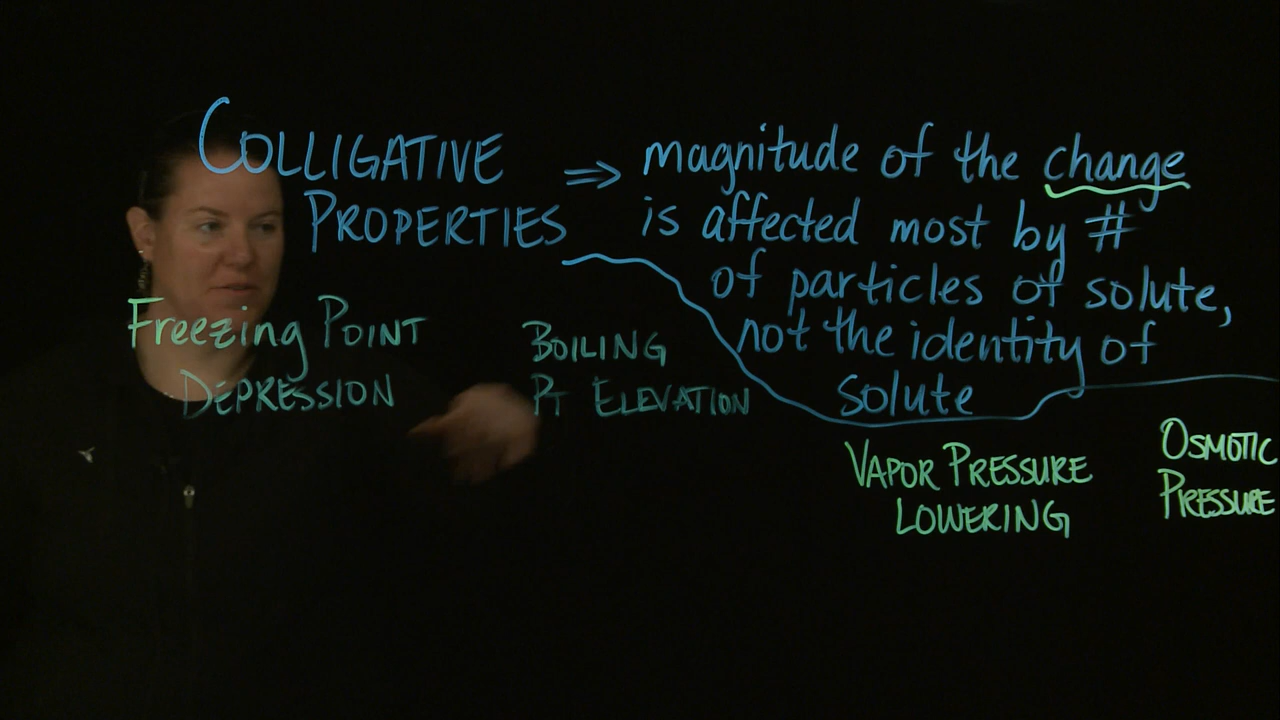 COLLIGATIVE
PROPERTIES
⇒ magnitude of the change
is affected most by #
of particles of solute,
not the identity of
solute
Freezing POINT
DEPRESSION
BOILING
PT ELEVATION
VAPOR PRESSURE
LOWERING
OSMOTIC
PRESSURE